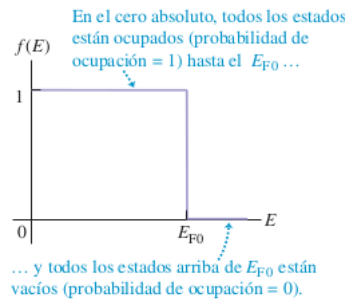 En el cero absoluto, todos los estados
están ocupados (probabilidad de
ocupación = 1) hasta el E_F0 …
f(E)
1
0
E_F0
E
… y todos los estados arriba de E_F0 están
vacíos (probabilidad de ocupación = 0).